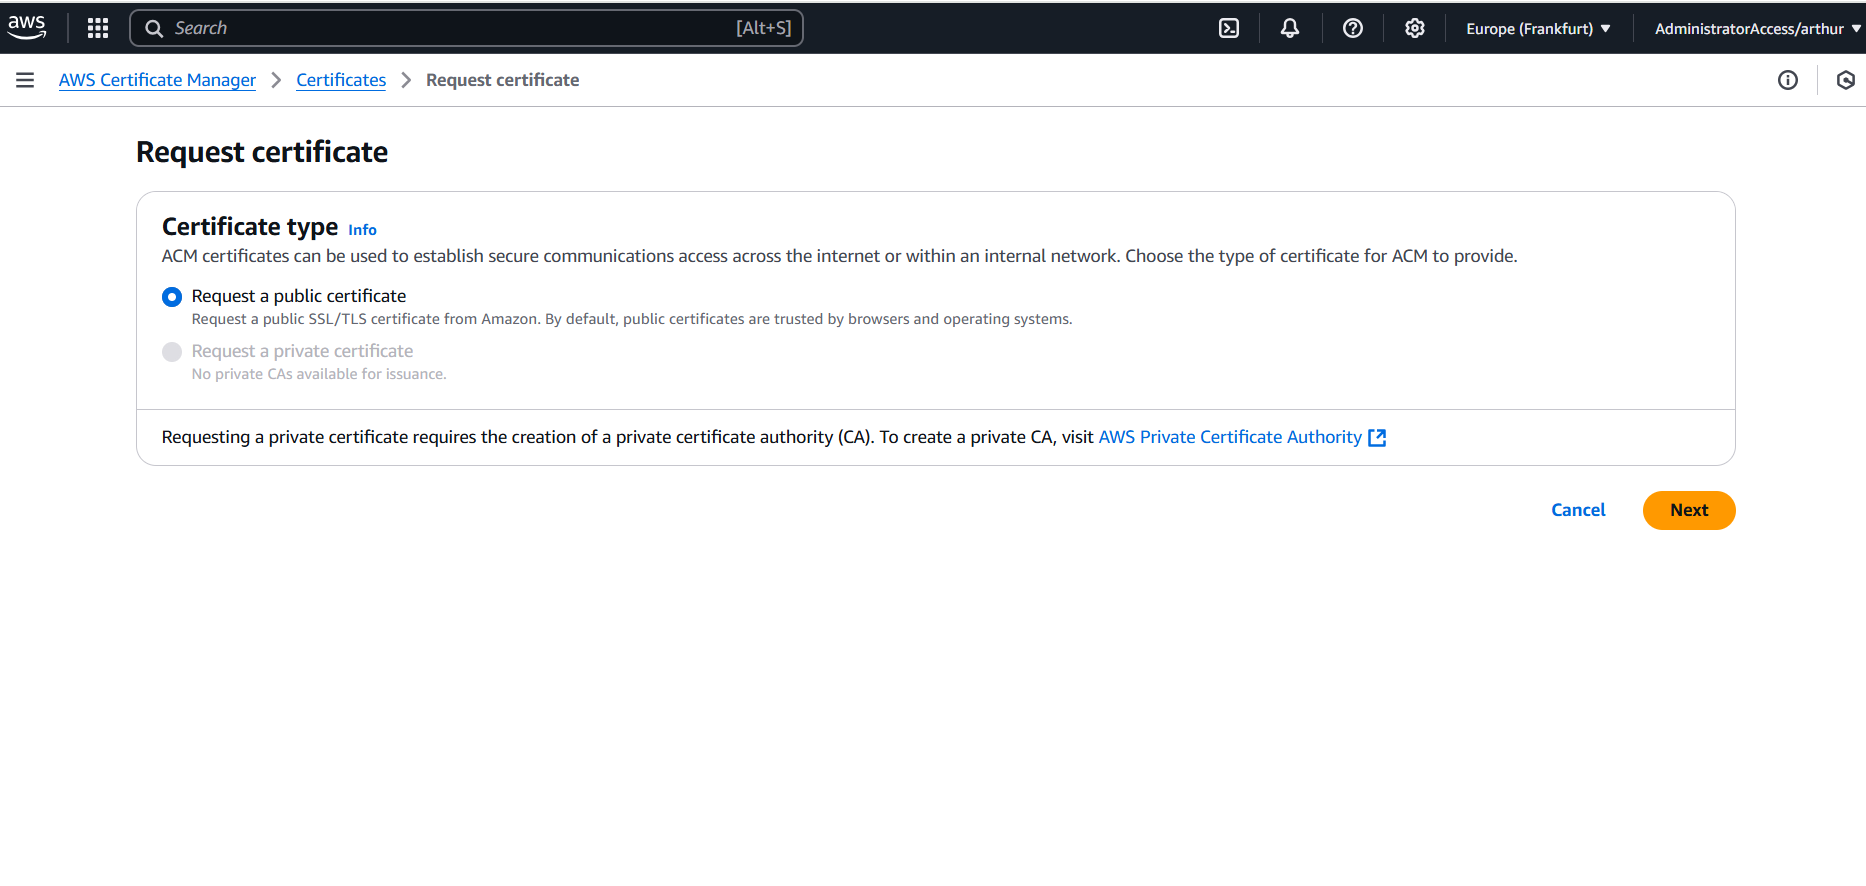 aws
Search [Alt+S]
Europe (Frankfurt)
AdministratorAccess/arthur
AWS Certificate Manager
Certificates
Request certificate
Request certificate
Certificate type Info
ACM certificates can be used to establish secure communications access across the internet or within an internal network. Choose the type of certificate for ACM to provide.
Request a public certificate
Request a public SSL/TLS certificate from Amazon. By default, public certificates are trusted by browsers and operating systems.
Request a private certificate
No private CAs available for issuance.
Requesting a private certificate requires the creation of a private certificate authority (CA). To create a private CA, visit AWS Private Certificate Authority
Cancel
Next